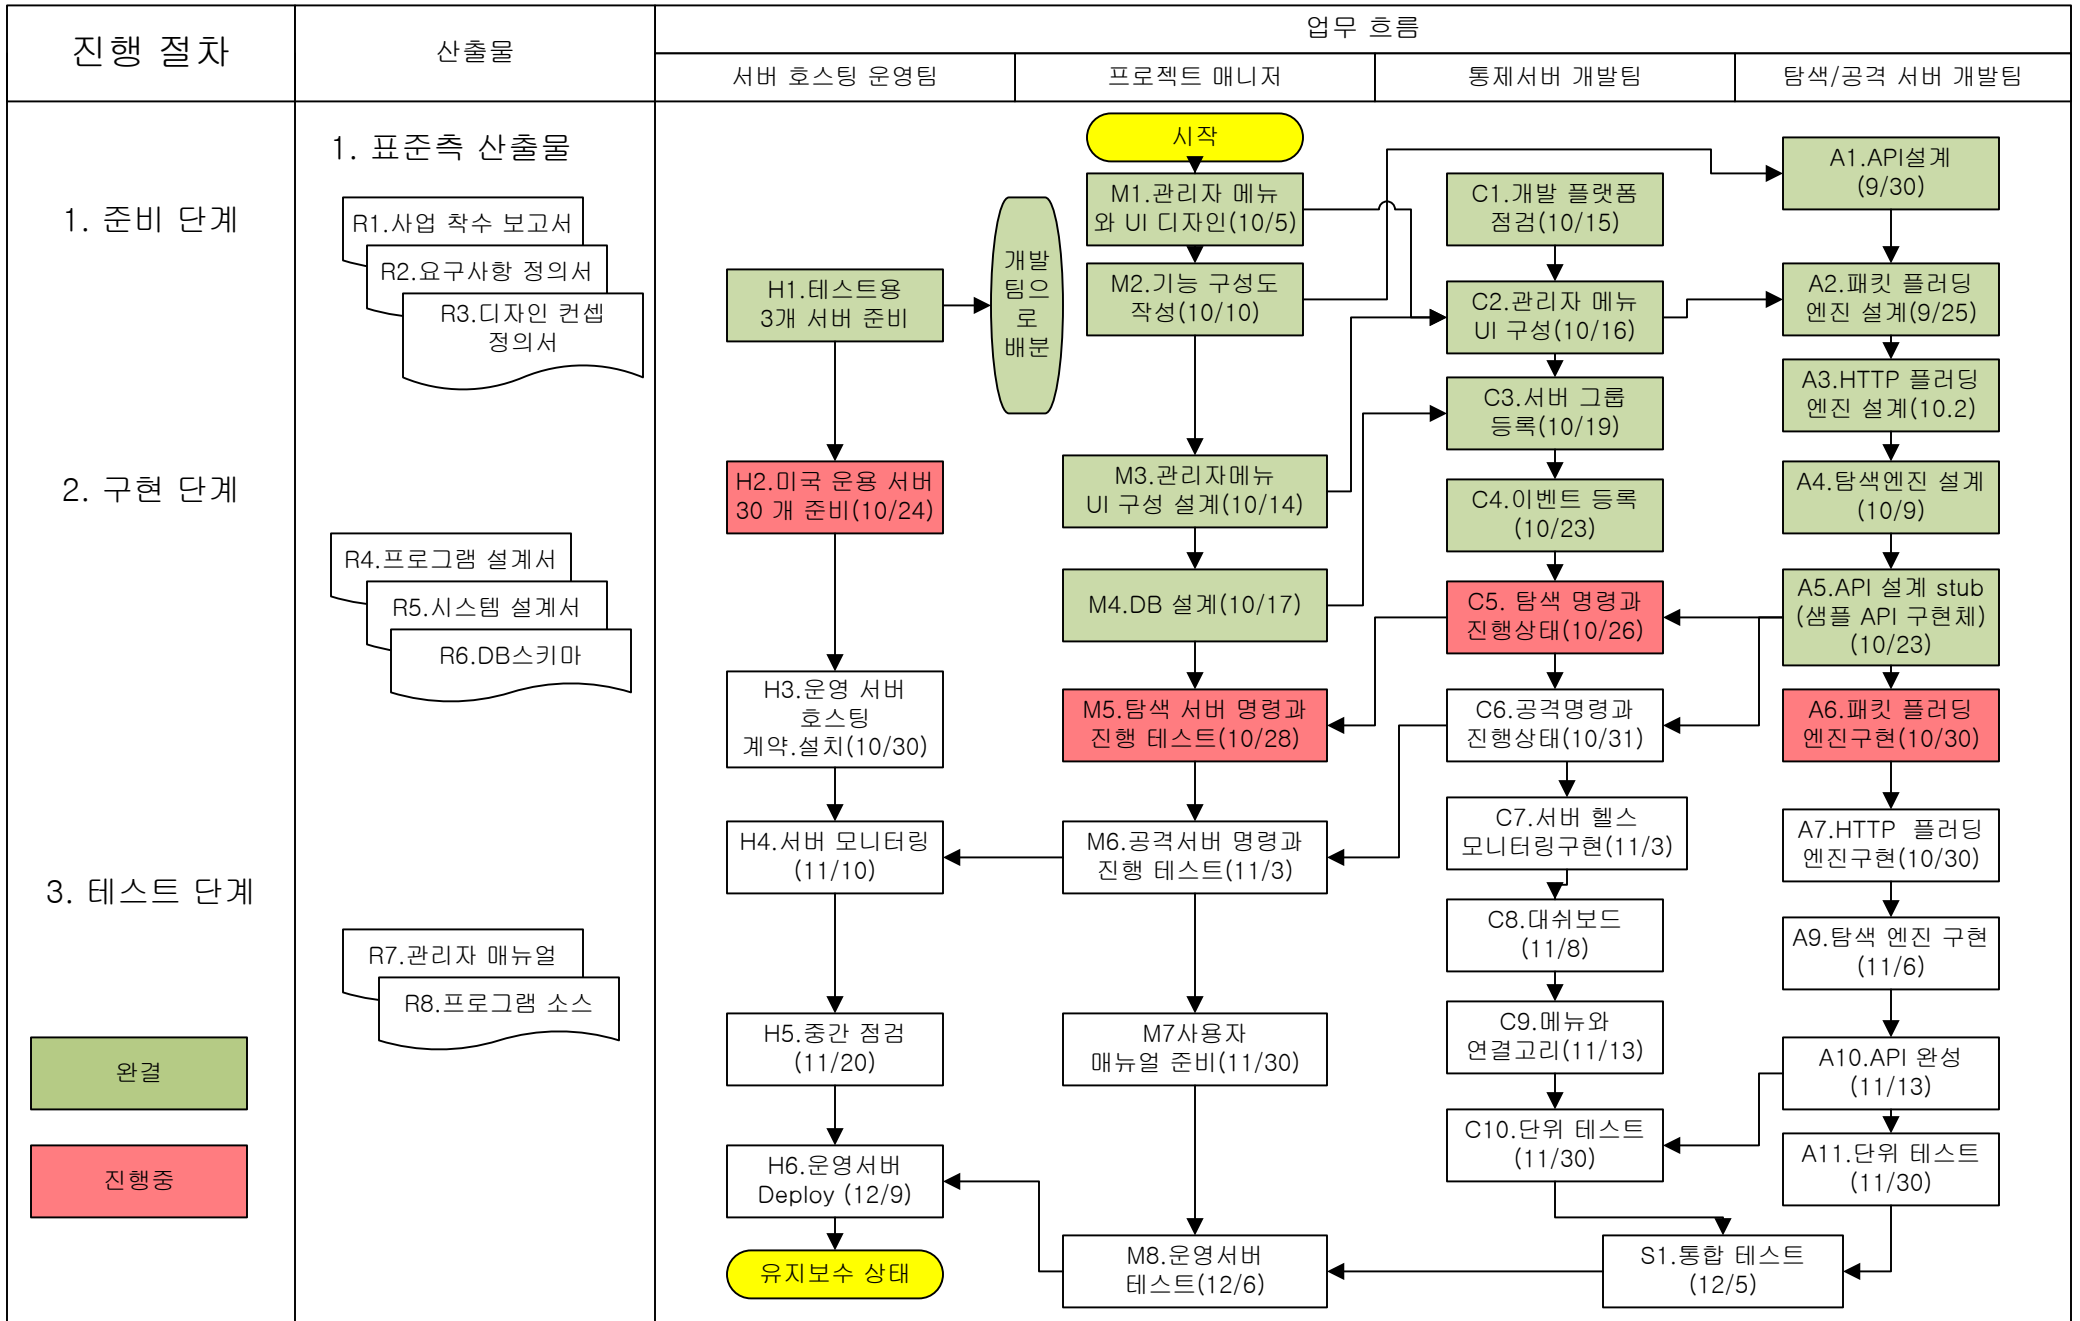 진행 절차
산출물
업무 흐름
서버 호스팅 운영팀
프로젝트 매니저
통제서버 개발팀
탐색/공격 서버 개발팀
1. 준비 단계
2. 구현 단계
3. 테스트 단계
완결
진행중
1. 표준측 산출물
R1.사업 착수 보고서
R2.요구사항 정의서
R3.디자인 컨셉
정의서
R4.프로그램 설계서
R5.시스템 설계서
R6.DB스키마
R7.관리자 매뉴얼
R8.프로그램 소스
H1.테스트용
3개 서버 준비
개발
팀으
로
배분
H2.미국 운용 서버
30 개 준비(10/24)
H3.운영 서버
호스팅
계약.설치(10/30)
H4.서버 모니터링
(11/10)
H5.중간 점검
(11/20)
H6.운영서버
Deploy (12/9)
유지보수 상태
시작
M1.관리자 메뉴
와 UI 디자인(10/5)
M2.기능 구성도
작성(10/10)
M3.관리자메뉴
UI 구성 설계(10/14)
M4.DB 설계(10/17)
M5.탐색 서버 명령과
진행 테스트(10/28)
M6.공격서버 명령과
진행 테스트(11/3)
M7사용자
매뉴얼 준비(11/30)
M8.운영서버
테스트(12/6)
C1.개발 플랫폼
점검(10/15)
C2.관리자 메뉴
UI 구성(10/16)
C3.서버 그룹
등록(10/19)
C4.이벤트 등록
(10/23)
C5. 탐색 명령과
진행상태(10/26)
C6.공격명령과
진행상태(10/31)
C7.서버 헬스
모니터링구현(11/3)
C8.대쉬보드
(11/8)
C9.메뉴와
연결고리(11/13)
C10.단위 테스트
(11/30)
S1.통합 테스트
(12/5)
A1.API설계
(9/30)
A2.패킷 플러딩
엔진 설계(9/25)
A3.HTTP 플러딩
엔진 설계(10.2)
A4.탐색엔진 설계
(10/9)
A5.API 설계 stub
(샘플 API 구현체)
(10/23)
A6.패킷 플러딩
엔진구현(10/30)
A7.HTTP 플러딩
엔진구현(10/30)
A9.탐색 엔진 구현
(11/6)
A10.API 완성
(11/13)
A11.단위 테스트
(11/30)